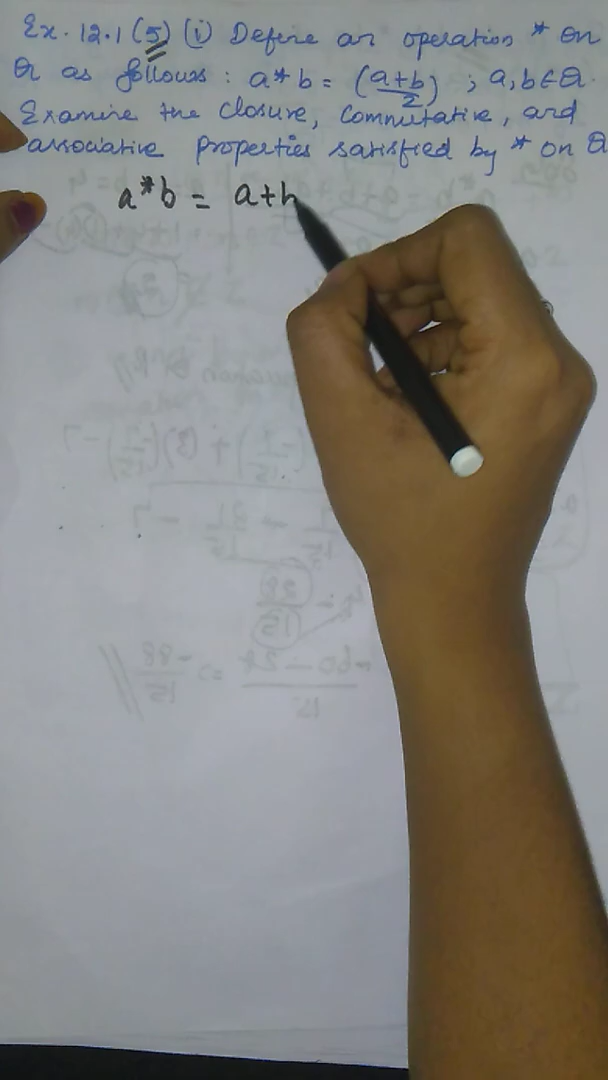 Ex. 12.1 (5) (i) Define an operation * on
Q as follows : a * b = (a+b/2) ; a, b ∈ Q.
Examine the closure, Commutative, and
associative Properties satisfied by * on Q
a * b = a+b